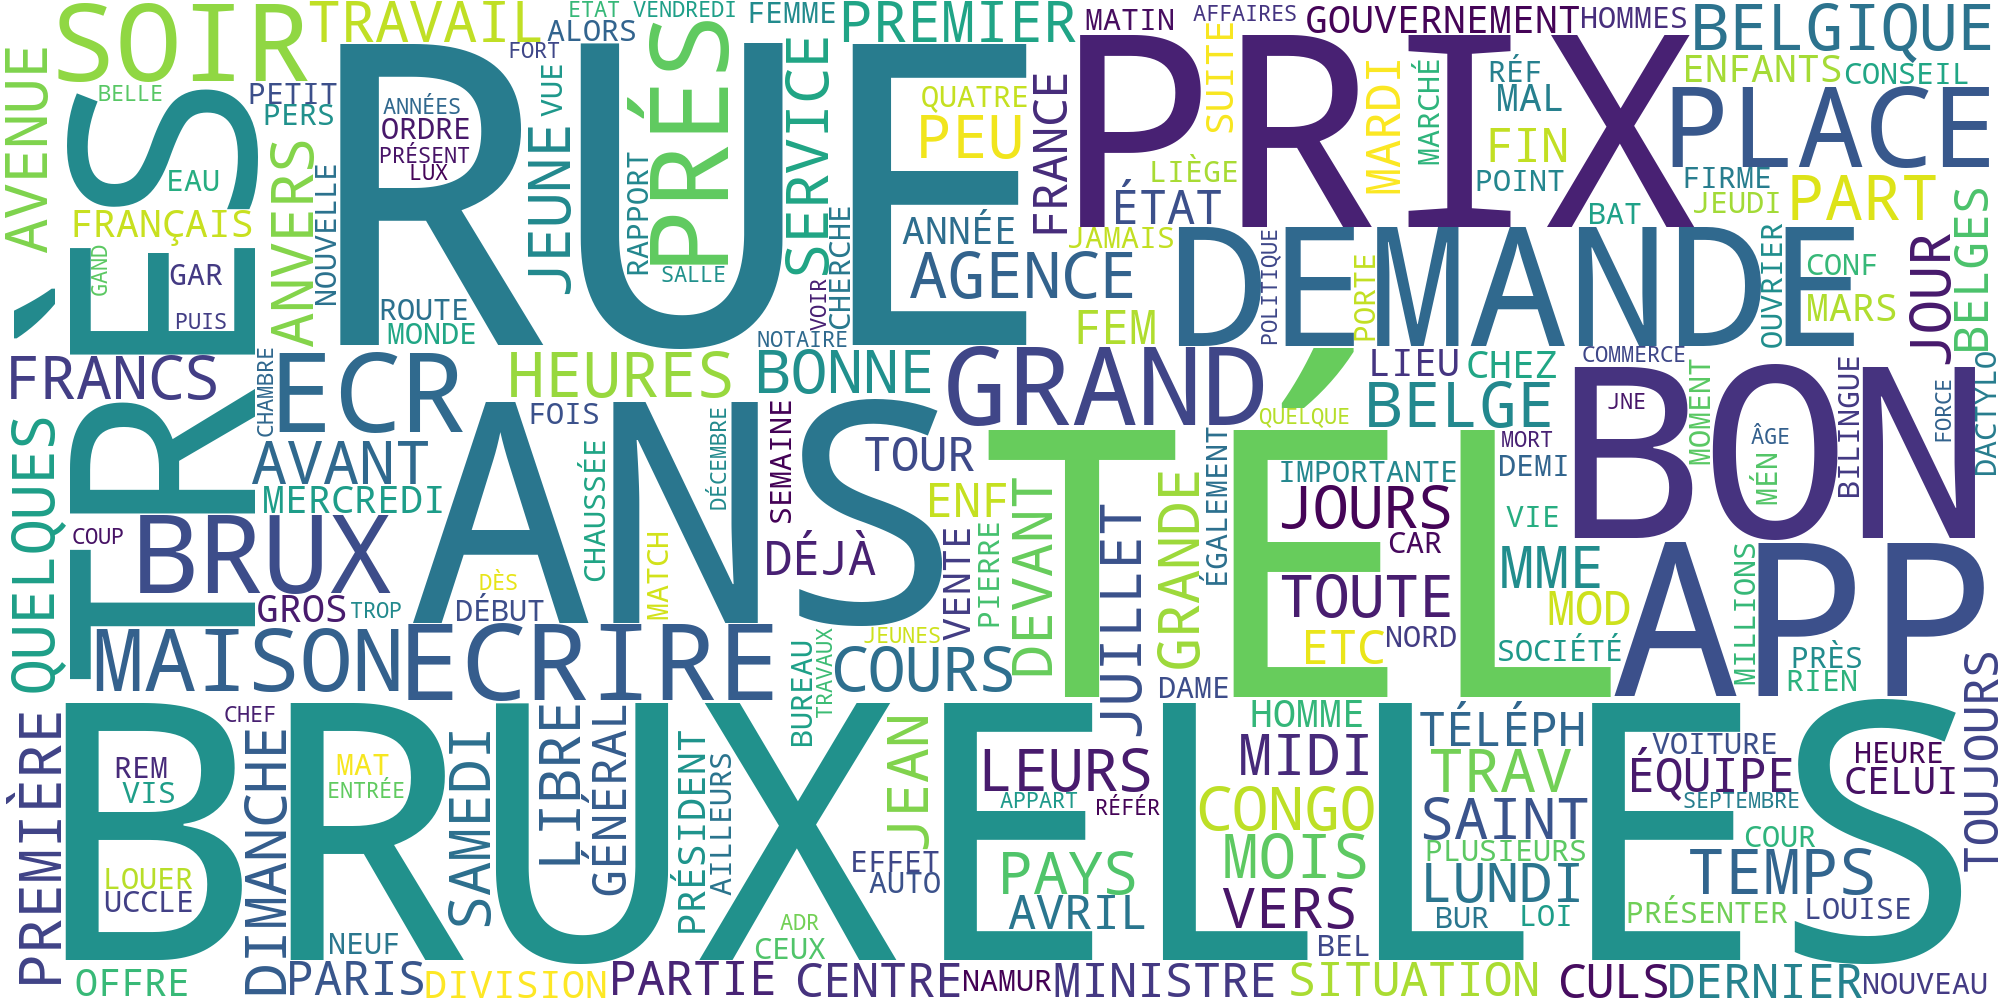 SOIR
TRAVAIL
ETAT
VENDREDI
FEMME
PREMIER
MATIN
AFFAIRES
GOUVERNEMENT
HOMMES
BELGIQUE
ALORS
FORT
AVENUE
BELLE
PETIT
PERS
ANNÉES
ORDRE
PRÉSENT
LUX
RUE
VUE
JEUNE
PRÉS
SERVICE
QUATRE
PEU
FRANCE
PRIX
SUITE
MARDI
MARCHÉ
RÉF
MAL
ENFANTS
CONSEIL
PLACE
FIN
LIÈGE
POINT
FIRME
JEUDI
PART
BELGES
EAU
FRANÇAIS
ANVERS
NOUVELLE
RAPPORT
SALLE
CHERCHE
VOIR
ANNÉE
ÉTAT
BAT
JAMAIS
AGENCE
DEMANDE
POLITIQUE
PORTE
OUVRIER
CONF
MARS
JOUR
GAND
GAR
PUIS
TRÈS
ROUTE
MONDE
NOTAIRE
FEM
FRANCS
CHAMBRE
ECR
HEURES
BONNE
GRAND
LIEU
CHEZ
COMMERCE
BELGE
QUELQUE
BON
JNE
MOMENT
ÂGE
MÉN
BILINGUE
FORCE
DACTYLO
QUELQUES
AVANT
MERCREDI
FOIS
ANS
CHAUSSÉE
DÉCEMBRE
SEMAINE
TOUR
ENF
DEVANT
TÉL
GRANDE
ÉGALEMENT
IMPORTANTE
JOURS
MORT
DEMI
VIE
CAR
COUP
BRUX
DÉJÀ
MATCH
VENTE
PIERRE
JUILLET
TOUTE
MME
MOD
APP
MILLIONS
GROS
TROP
DÈS
DÉBUT
JEUNES
ETC
NORD
SOCIÉTÉ
PRÈS
RIEN
MAISON
ECRIRE
BUREAU
TRAVAUX
COURS
DAME
TOUJOURS
PREMIÈRE
CHEF
BRUXELLES
REM
VIS
MAT
ENTRÉE
DIMANCHE
SAMEDI
LIBRE
GÉNÉRAL
PRÉSIDENT
AILLEURS
JEAN
LEURS
APPART
RÉFÉR
HOMME
MIDI
TÉLÉPH
TRAV
VOITURE
ÉQUIPE
HEURE
CELUI
SEPTEMBRE
CONGO
SAINT
COUR
LOUER
UCCLE
EFFET
AUTO
PAYS
MOIS
PLUSIEURS
LUNDI
TEMPS
AVRIL
VERS
BUR
LOI
PRÉSENTER
LOUISE
NEUF
ADR
CEUX
BEL
OFFRE
PARIS
DIVISION
PARTIE
CENTRE
NAMUR
MINISTRE
SITUATION
CULS
DERNIER
NOUVEAU